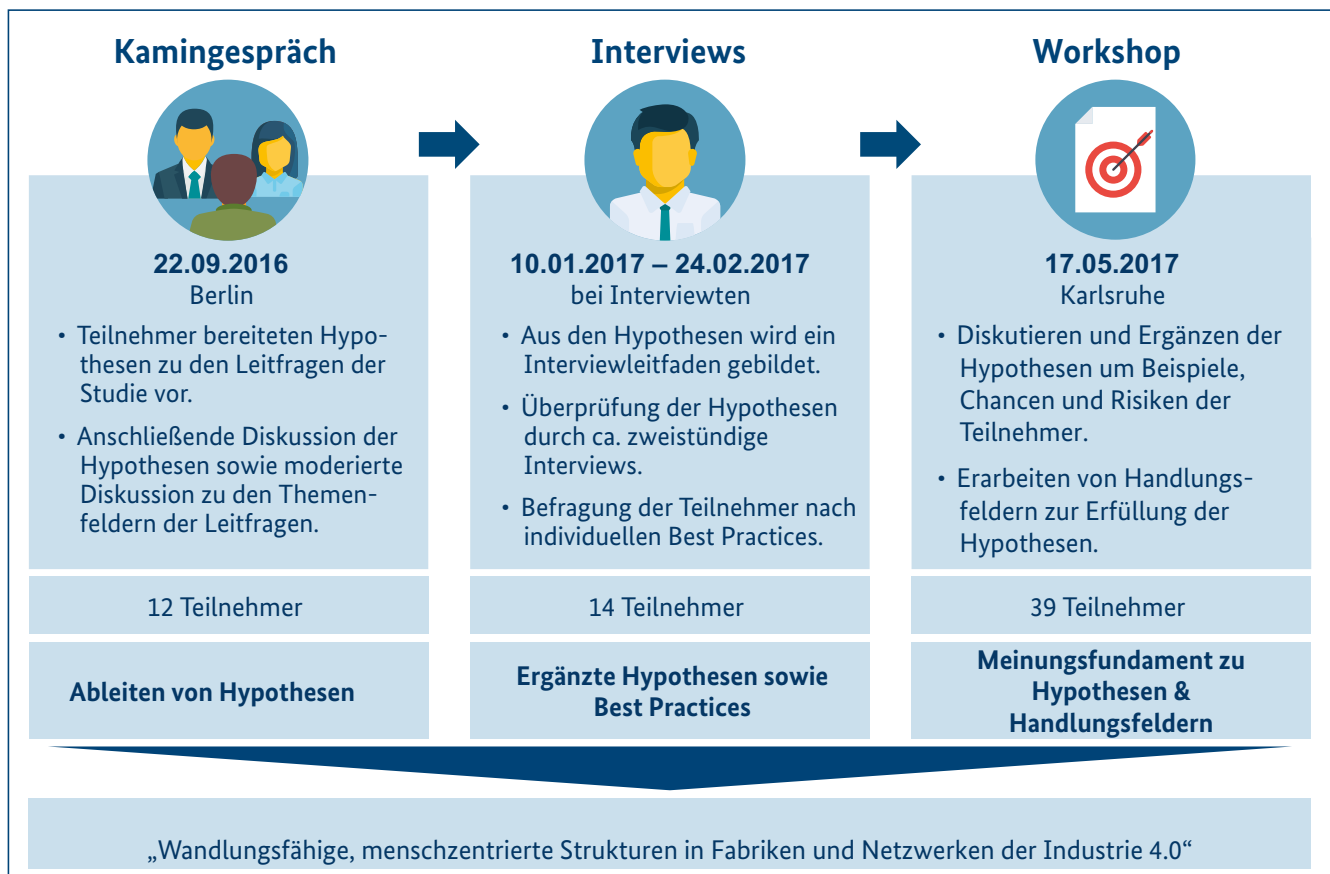 Kamingespräch
22.09.2016
Berlin
• Teilnehmer bereiteten Hypo-
thesen zu den Leitfragen der
Studie vor.
• Anschließende Diskussion der
Hypothesen sowie moderierte
Diskussion zu den Themen-
feldern der Leitfragen.
12 Teilnehmer
Ableiten von Hypothesen
Interviews
10.01.2017 – 24.02.2017
bei Interviewten
• Aus den Hypothesen wird ein
Interviewleitfaden gebildet.
• Überprüfung der Hypothesen
durch ca. zweistündige
Interviews.
• Befragung der Teilnehmer nach
individuellen Best Practices.
14 Teilnehmer
Ergänzte Hypothesen sowie
Best Practices
Workshop
17.05.2017
Karlsruhe
• Diskutieren und Ergänzen der
Hypothesen um Beispiele,
Chancen und Risiken der
Teilnehmer.
• Erarbeiten von Handlungs-
feldern zur Erfüllung der
Hypothesen.
39 Teilnehmer
Meinungsfundament zu
Hypothesen &
Handlungsfeldern
„Wandlungsfähige, menschzentrierte Strukturen in Fabriken und Netzwerken der Industrie 4.0“